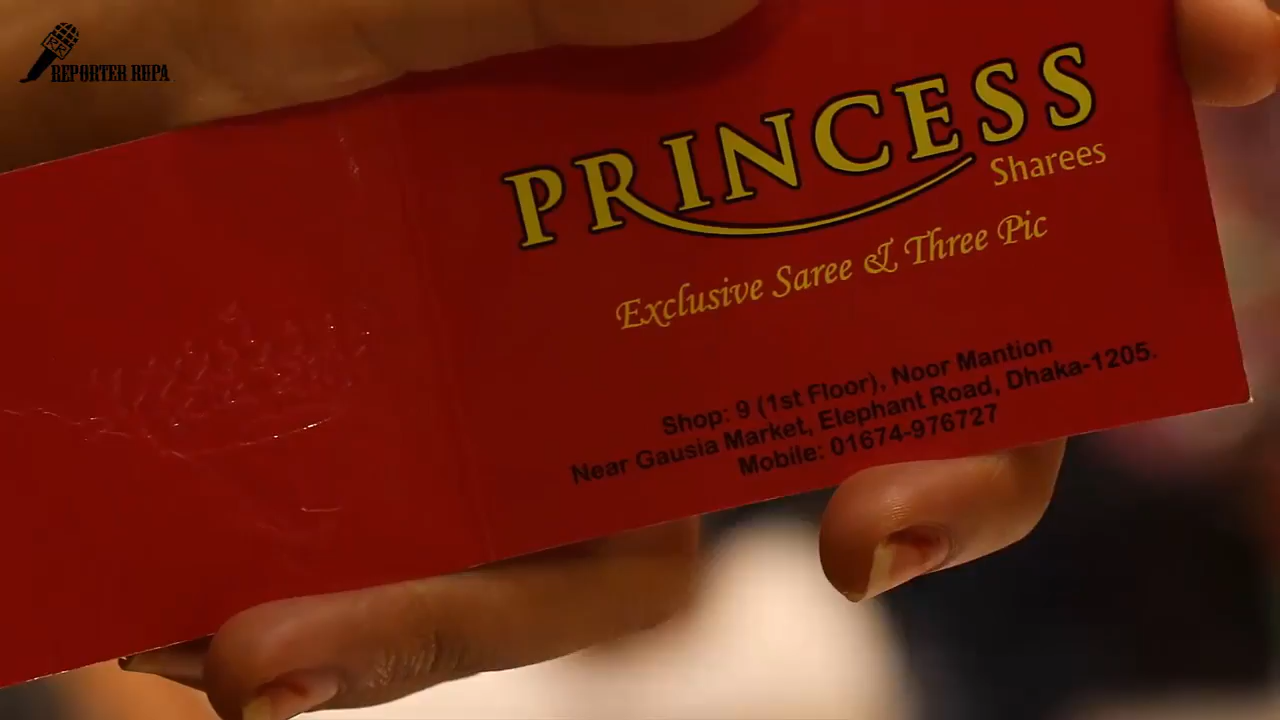 REPORTER RUPA
PRINCESS
Sharees
Exclusive Saree & Three Pic
Shop: 9 (1st Floor), Noor Mantion
Near Gausia Market, Elephant Road, Dhaka-1205.
Mobile: 01674-976727